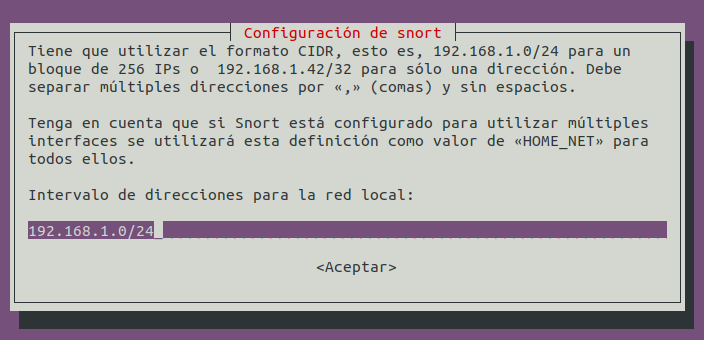 Configuración de snort
Tiene que utilizar el formato CIDR, esto es, 192.168.1.0/24 para un
bloque de 256 IPs o  192.168.1.42/32 para sólo una dirección. Debe
separar múltiples direcciones por «,» (comas) y sin espacios.
Tenga en cuenta que si Snort está configurado para utilizar múltiples
interfaces se utilizará esta definición como valor de «HOME_NET» para
todos ellos.
Intervalo de direcciones para la red local:
192.168.1.0/24
<Aceptar>